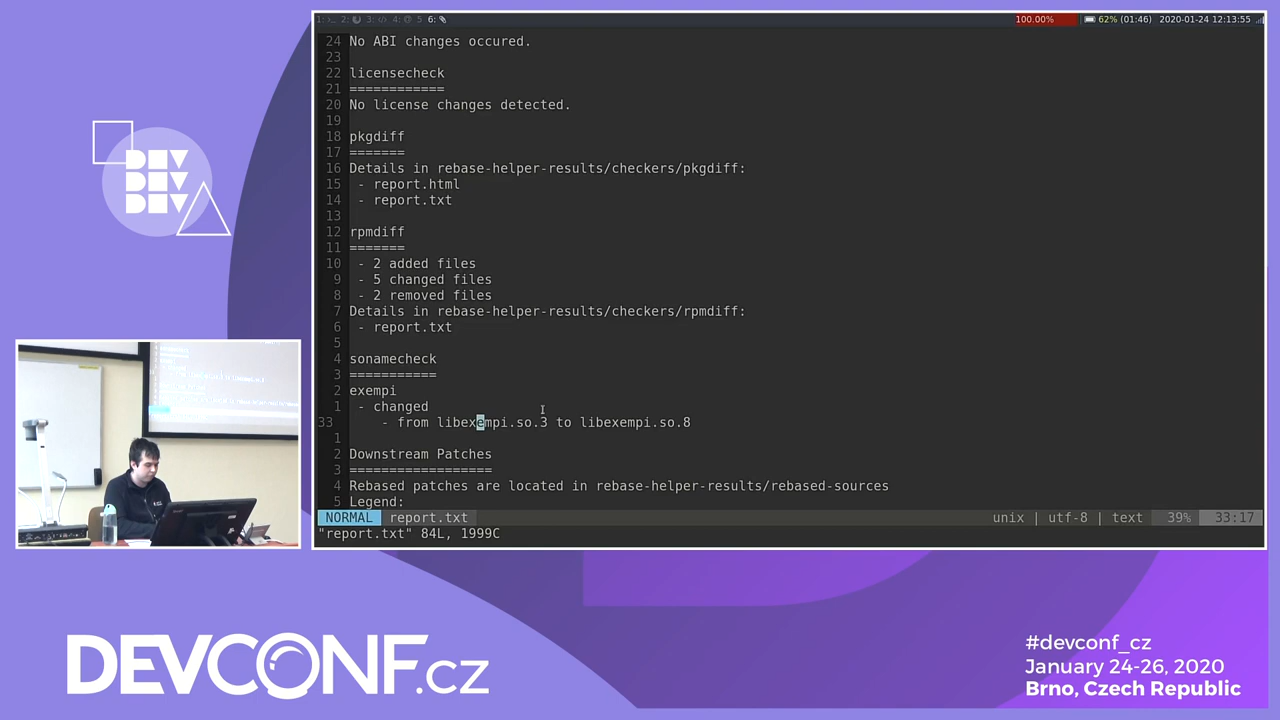 1: 2: 3: </> 4: @ 5 6:
100.00% 62% (01:46) 2020-01-24 12:13:55
24 No ABI changes occured.
23
22 licensecheck
21 ============
20 No license changes detected.
19
18 pkgdiff
17 =======
16 Details in rebase-helper-results/checkers/pkgdiff:
15 - report.html
14 - report.txt
13
12 rpmdiff
11 =======
10 - 2 added files
9 - 5 changed files
8 - 2 removed files
7 Details in rebase-helper-results/checkers/rpmdiff:
6 - report.txt
5
4 sonamecheck
3 ===========
2 exempi
1 - changed
33 - from libexempi.so.3 to libexempi.so.8
1
2 Downstream Patches
3 ==================
4 Rebased patches are located in rebase-helper-results/rebased-sources
5 Legend:
NORMAL report.txt unix | utf-8 | text 39% 33:17
"report.txt" 84L, 1999C
DEV
DEV
DEV
DEVCONF.cz
#devconf_cz
January 24-26, 2020
Brno, Czech Republic